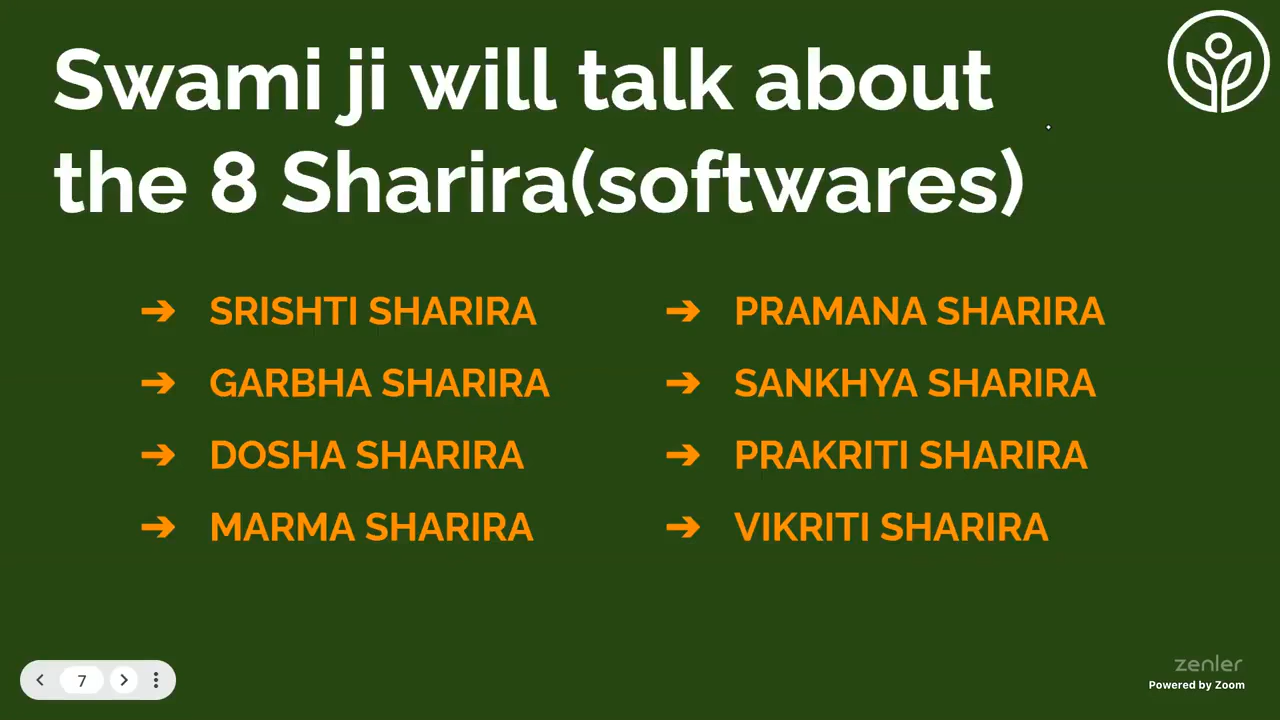 Swami ji will talk about
the 8 Sharira(softwares)
➔ SRISHTI SHARIRA
➔ GARBHA SHARIRA
➔ DOSHA SHARIRA
➔ MARMA SHARIRA
➔ PRAMANA SHARIRA
➔ SANKHYA SHARIRA
➔ PRAKRITI SHARIRA
➔ VIKRITI SHARIRA
7
zenler
Powered by Zoom